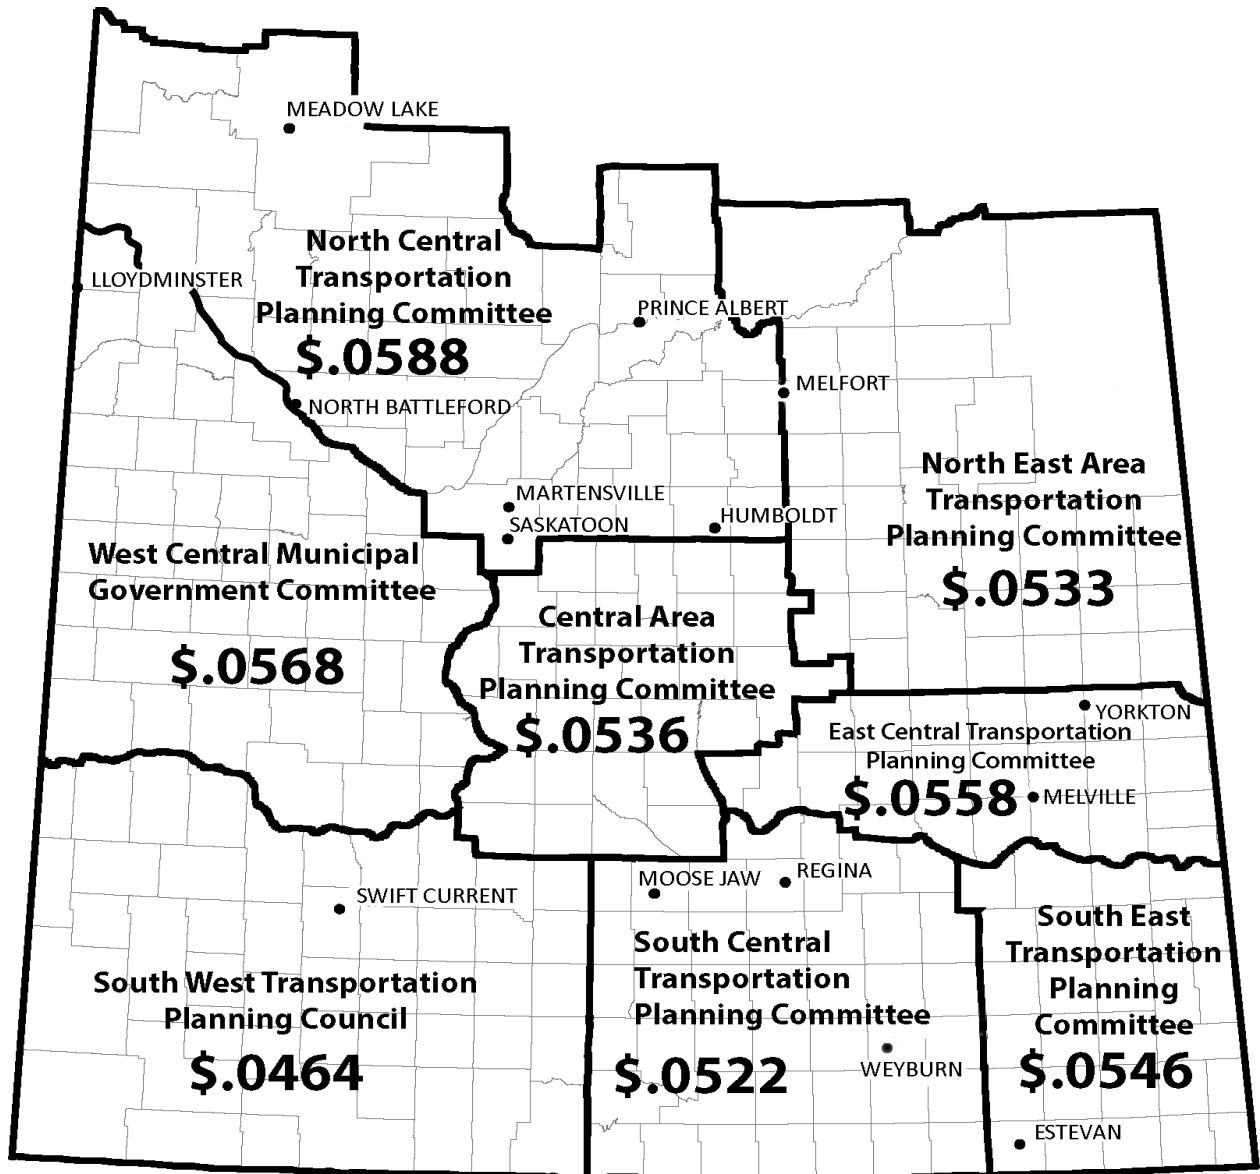 MEADOW LAKE
North Central
Transportation
Planning Committee
$.0588
LLOYDMINSTER
PRINCE ALBERT
MELFORT
NORTH BATTLEFORD
MARTENSVILLE
SASKATOON
HUMBOLDT
North East Area
Transportation
Planning Committee
$.0533
West Central Municipal
Government Committee
$.0568
Central Area
Transportation
Planning Committee
$.0536
YORKTON
East Central Transportation
Planning Committee
$.0558
MELVILLE
SWIFT CURRENT
MOOSE JAW
REGINA
South West Transportation
Planning Council
$.0464
South Central
Transportation
Planning Committee
$.0522
WEYBURN
South East
Transportation
Planning
Committee
$.0546
ESTEVAN